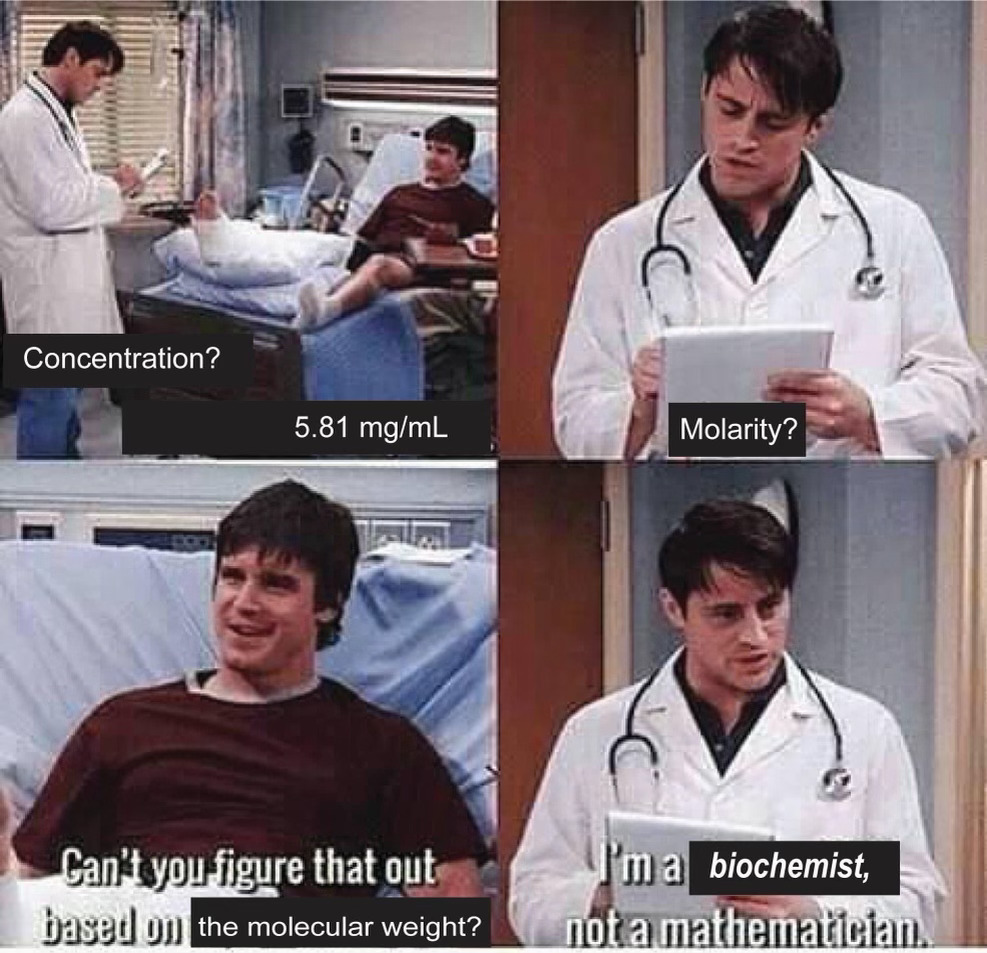 Concentration?
5.81 mg/mL
Molarity?
Can't you figure that out
based on the molecular weight?
I'm a biochemist,
not a mathematician.